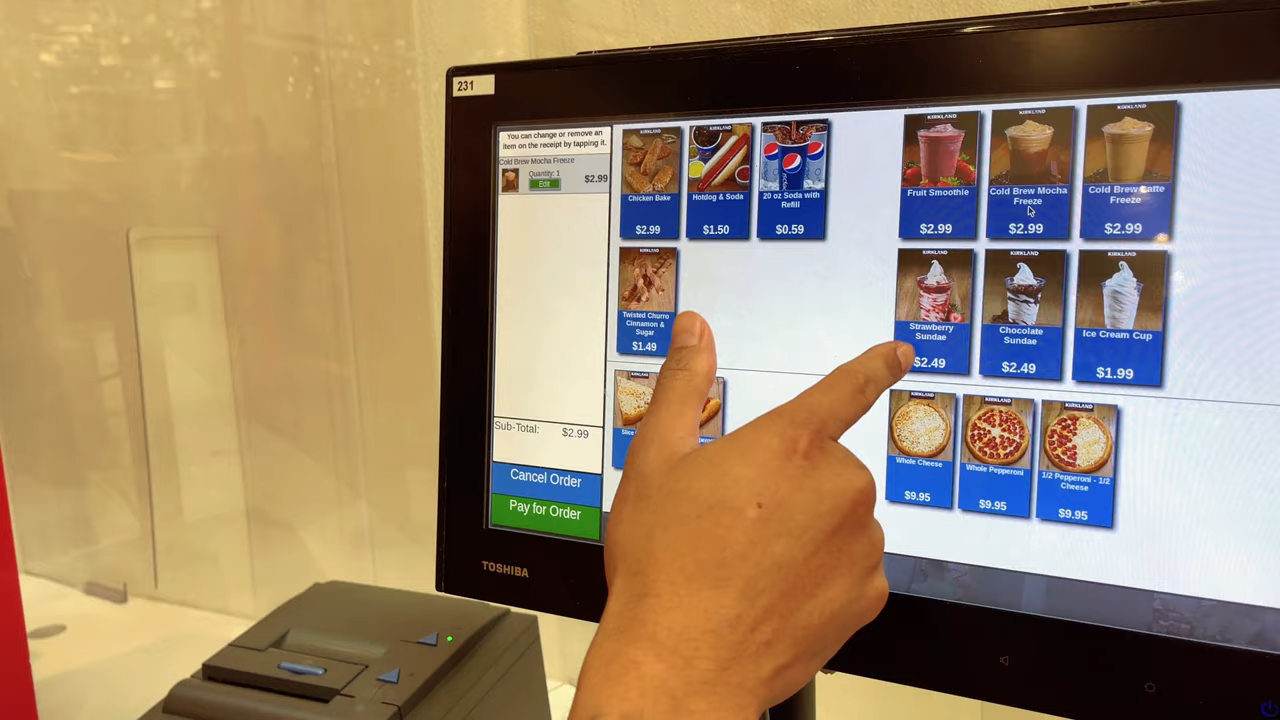 231
You can change or remove an
item on the receipt by tapping it.
Cold Brew Mocha Freeze
Quantity: 1
Edit
$2.99
Sub-Total: $2.99
Cancel Order
Pay for Order
TOSHIBA
KIRKLAND
Chicken Bake
$2.99
KIRKLAND
Hotdog & Soda
$1.50
20 oz Soda with
Refill
$0.59
KIRKLAND
Fruit Smoothie
$2.99
KIRKLAND
Cold Brew Mocha
Freeze
$2.99
KIRKLAND
Cold Brew Latte
Freeze
$2.99
KIRKLAND
Twisted Churro
Cinnamon &
Sugar
$1.49
KIRKLAND
Strawberry
Sundae
$2.49
KIRKLAND
Chocolate
Sundae
$2.49
KIRKLAND
Ice Cream Cup
$1.99
KIRKLAND
Slice
KIRKLAND
Whole Cheese
$9.95
KIRKLAND
Whole Pepperoni
$9.95
KIRKLAND
1/2 Pepperoni - 1/2
Cheese
$9.95